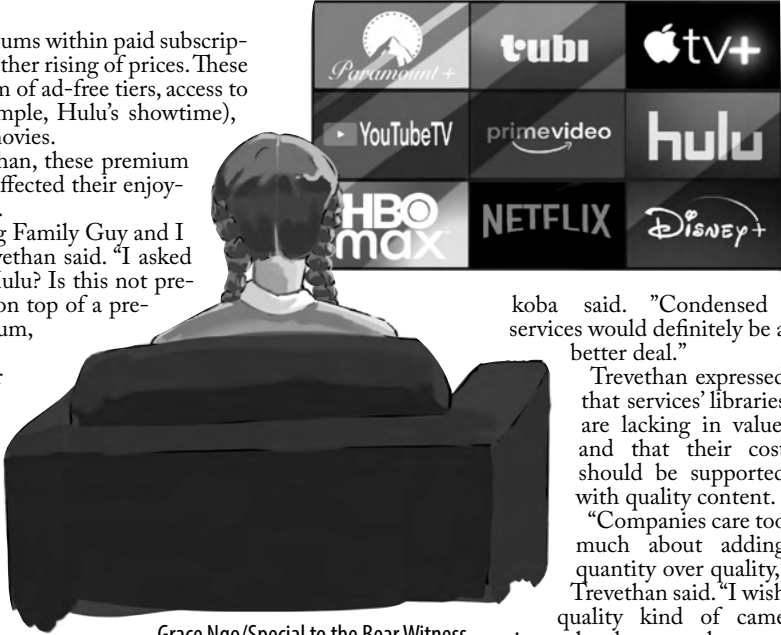 ums within paid subscrip-
ther rising of prices. These
m of ad-free tiers, access to
mple, Hulu's showtime),
movies.
han, these premium
ffected their enjoy-
g Family Guy and I
vethan said. “I asked
Hulu? Is this not pre-
on top of a pre-
um,
Paramount +
tubi
tv+
YouTubeTV
prime video
hulu
HBO
max
NETFLIX
Disney+
koba said. ”Condensed
services would definitely be a
better deal.”
Trevethan expressed
that services’ libraries
are lacking in value
and that their cost
should be supported
with quality content.
“Companies care too
much about adding
quantity over quality,
Trevethan said. “I wish
quality kind of came
Grace Ngo/Special to the Bear Witness